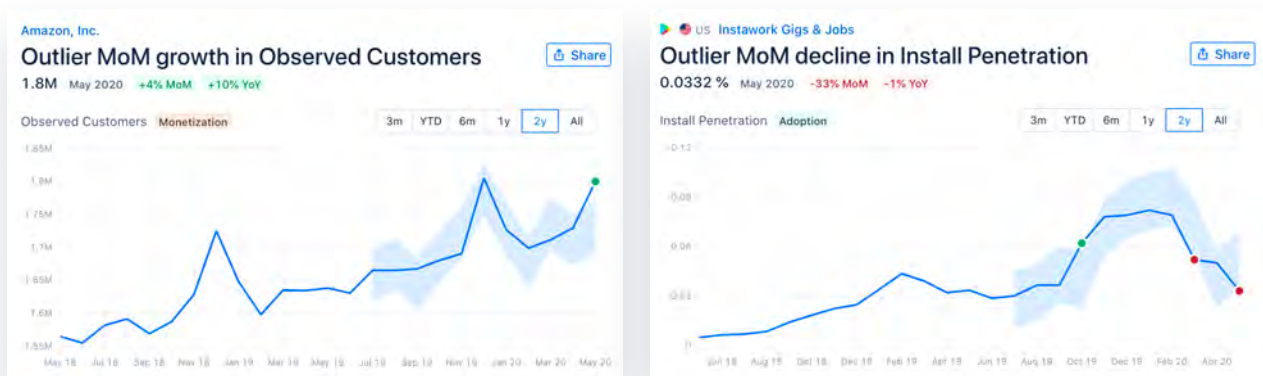 Amazon, Inc.
Outlier MoM growth in Observed Customers
Share
1.8M May 2020 +4% MoM +10% YoY
Observed Customers Monetization
3m YTD 6m 1y 2y All
1.85M
1.8M
1.75M
1.7M
1.65M
1.6M
1.55M
May 18 Jul 18 Sep 18 Nov 18 Jan 19 Mar 19 May 19 Jul 19 Sep 19 Nov 19 Jan 20 Mar 20 May 20
US Instawork Gigs & Jobs
Outlier MoM decline in Install Penetration
Share
0.0332 % May 2020 -33% MoM -1% YoY
Install Penetration Adoption
3m YTD 6m 1y 2y All
0.12
0.09
0.06
0.03
0
Jun 18 Aug 18 Oct 18 Dec 18 Feb 19 Apr 19 Jun 19 Aug 19 Oct 19 Dec 19 Feb 20 Apr 20